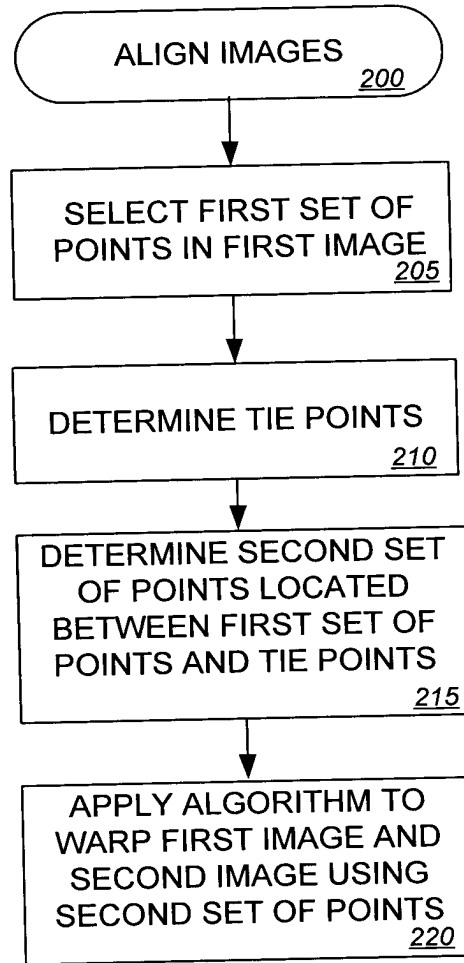 ALIGN IMAGES
200
SELECT FIRST SET OF
POINTS IN FIRST IMAGE
205
DETERMINE TIE POINTS
210
DETERMINE SECOND SET
OF POINTS LOCATED
BETWEEN FIRST SET OF
POINTS AND TIE POINTS
215
APPLY ALGORITHM TO
WARP FIRST IMAGE AND
SECOND IMAGE USING
SECOND SET OF POINTS
220